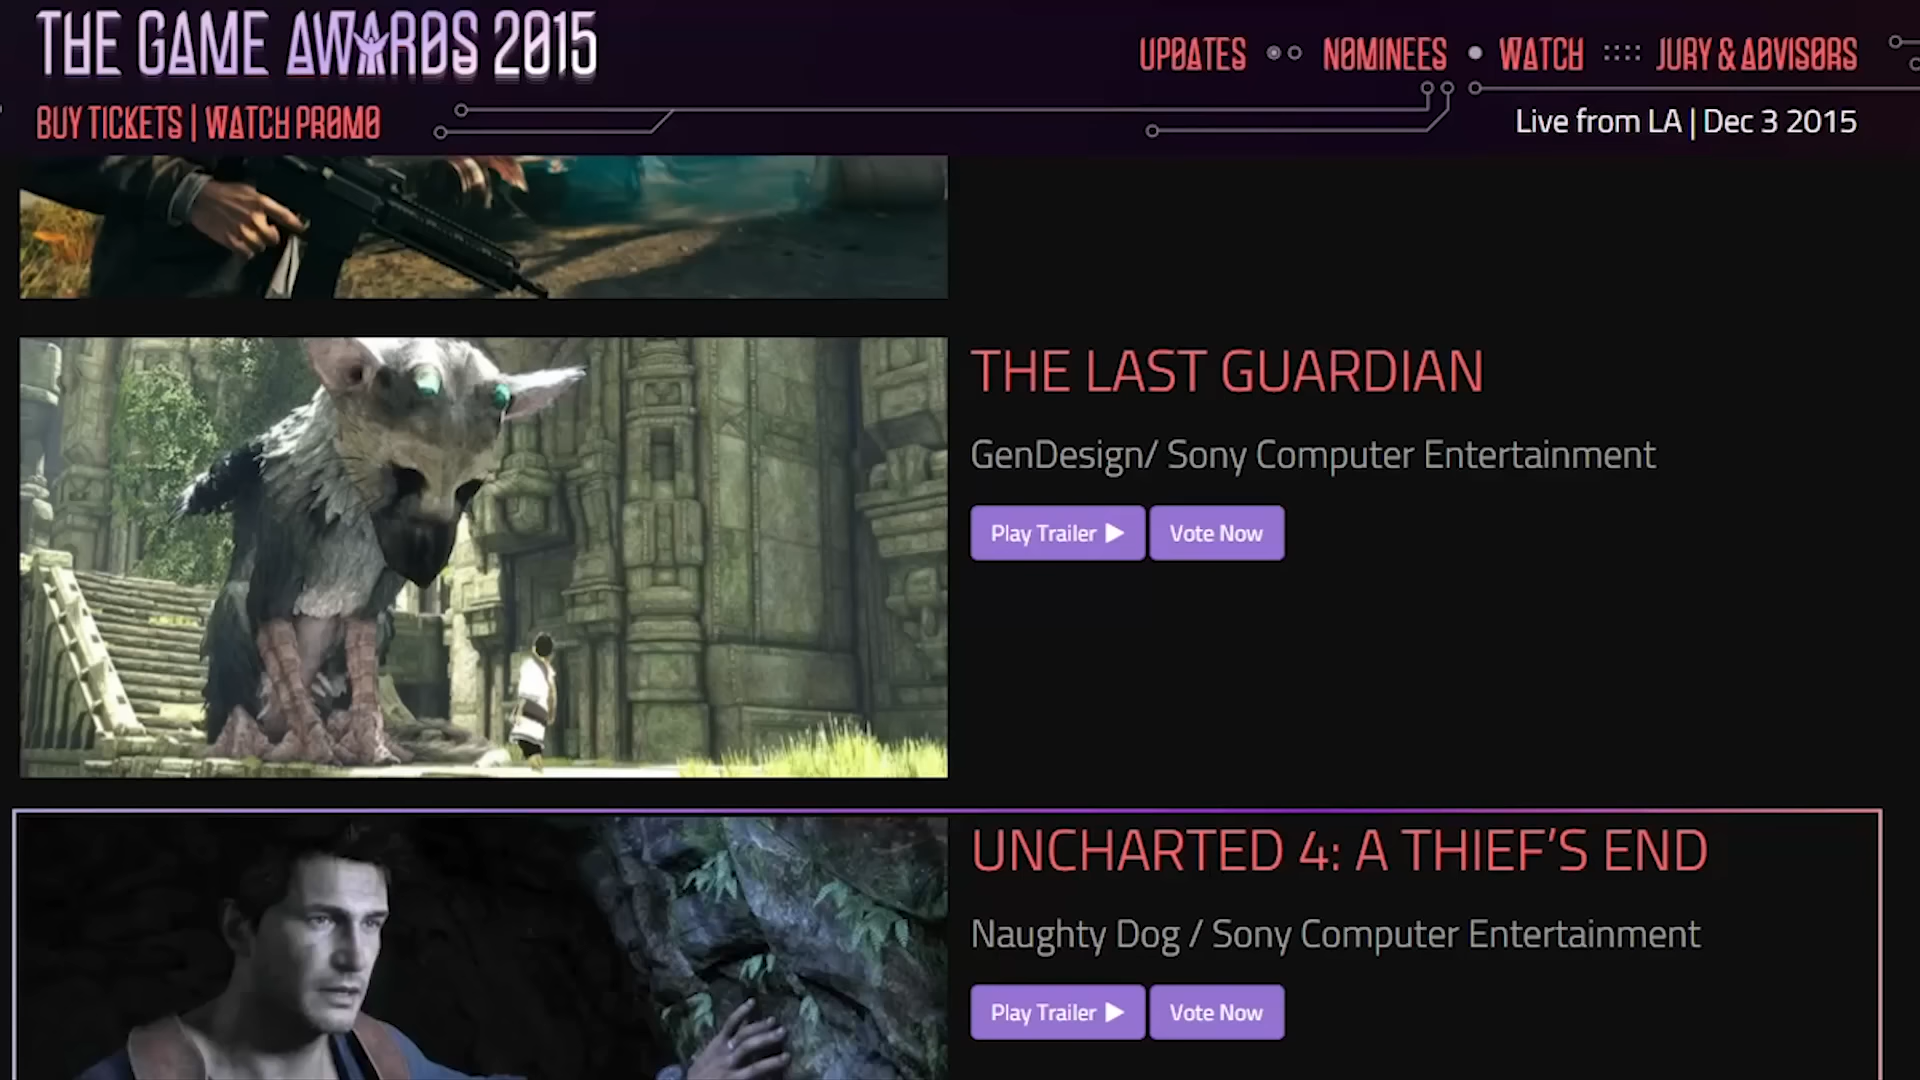 THE GAME AWARDS 2015
UPDATES NOMINEES WATCH JURY & ADVISORS
BUY TICKETS | WATCH PROMO
Live from LA | Dec 3 2015
THE LAST GUARDIAN
GenDesign/ Sony Computer Entertainment
Play Trailer ▶ Vote Now
UNCHARTED 4: A THIEF’S END
Naughty Dog / Sony Computer Entertainment
Play Trailer ▶ Vote Now